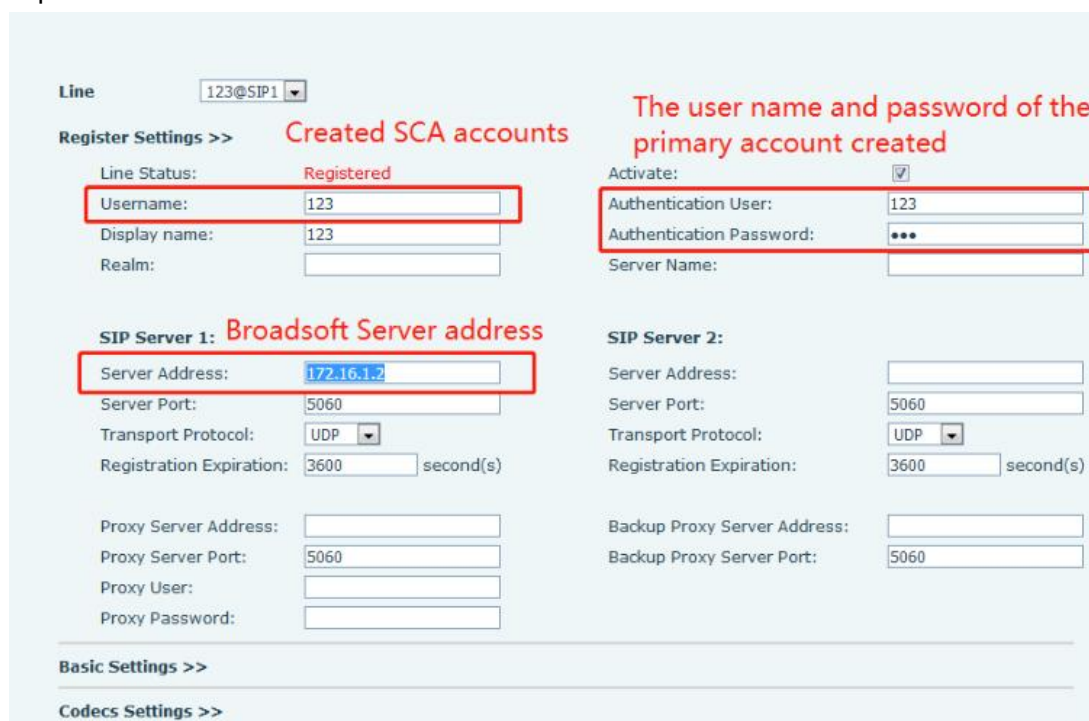 Line 123@SIP1
The user name and password of the
primary account created
Register Settings >> Created SCA accounts
Line Status: Registered Activate:
Username: 123 Authentication User: 123
Display name: 123 Authentication Password: •••
Realm: Server Name:
SIP Server 1: Broadsoft Server address SIP Server 2:
Server Address: 172.16.1.2 Server Address:
Server Port: 5060 Server Port: 5060
Transport Protocol: UDP Transport Protocol: UDP
Registration Expiration: 3600 second(s) Registration Expiration: 3600 second(s)
Proxy Server Address: Backup Proxy Server Address:
Proxy Server Port: 5060 Backup Proxy Server Port: 5060
Proxy User:
Proxy Password:
Basic Settings >>
Codecs Settings >>